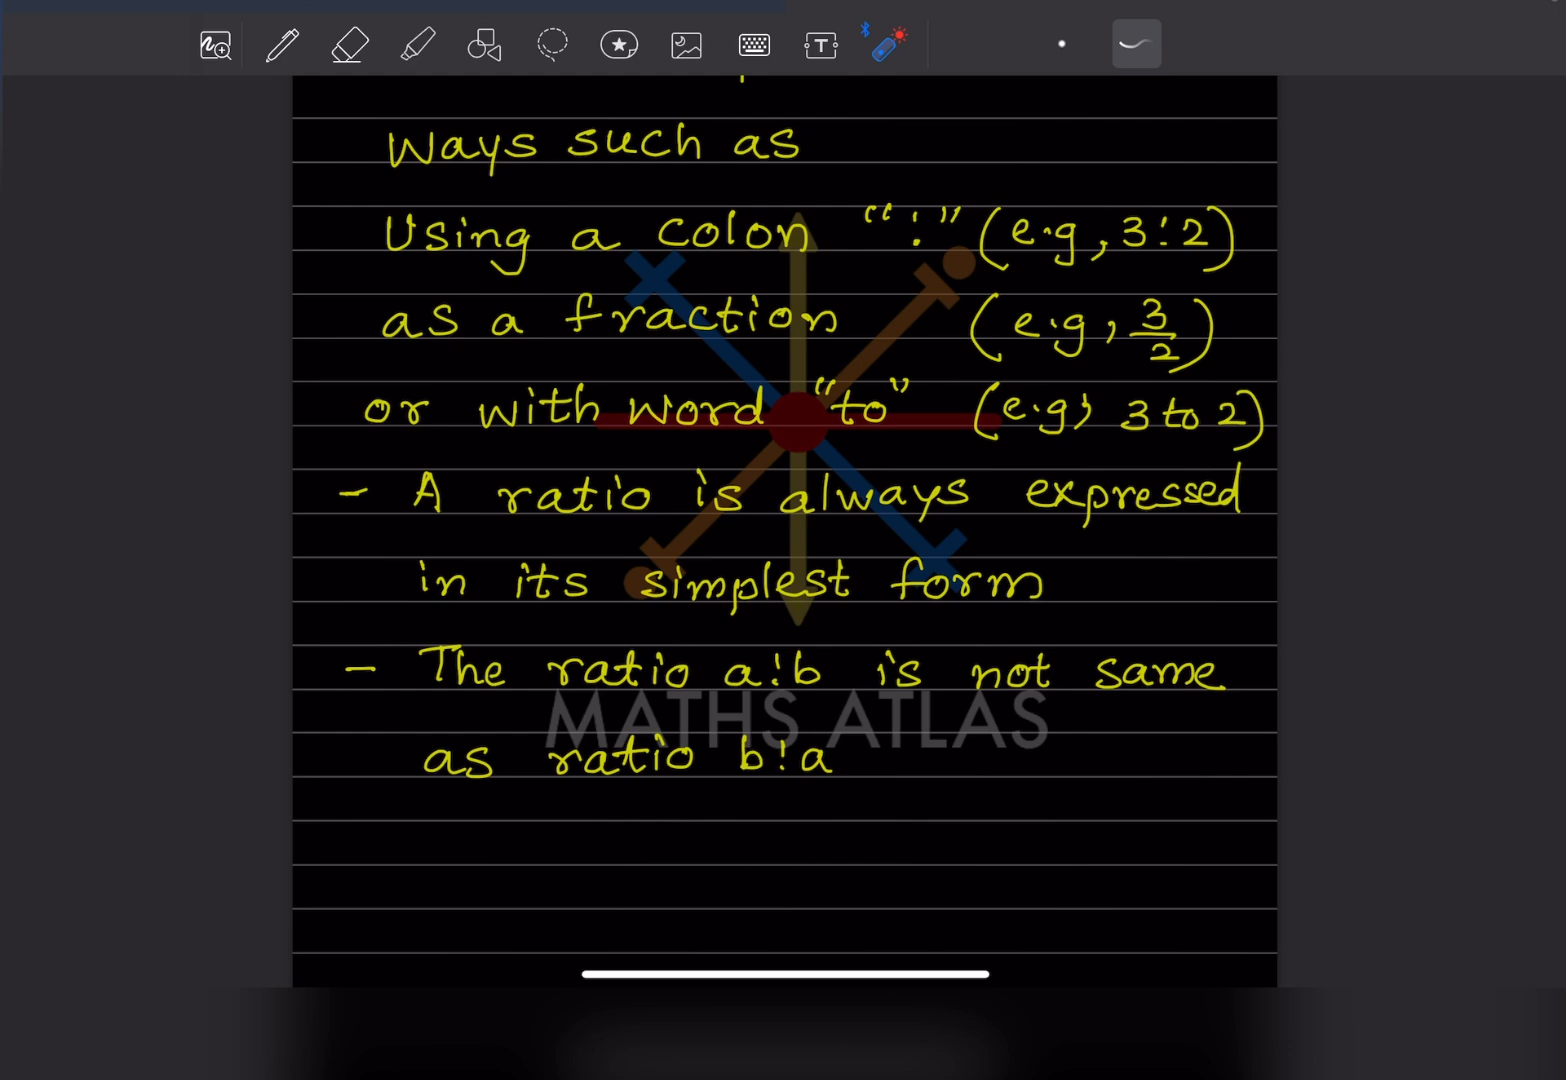 Ways such as
Using a colon ":" (e.g, 3:2)
as a fraction (e.g, 3/2)
or with word "to" (e.g, 3 to 2)
- A ratio is always expressed
in its simplest form
- The ratio a:b is not same
MATHS ATLAS
as ratio b:a